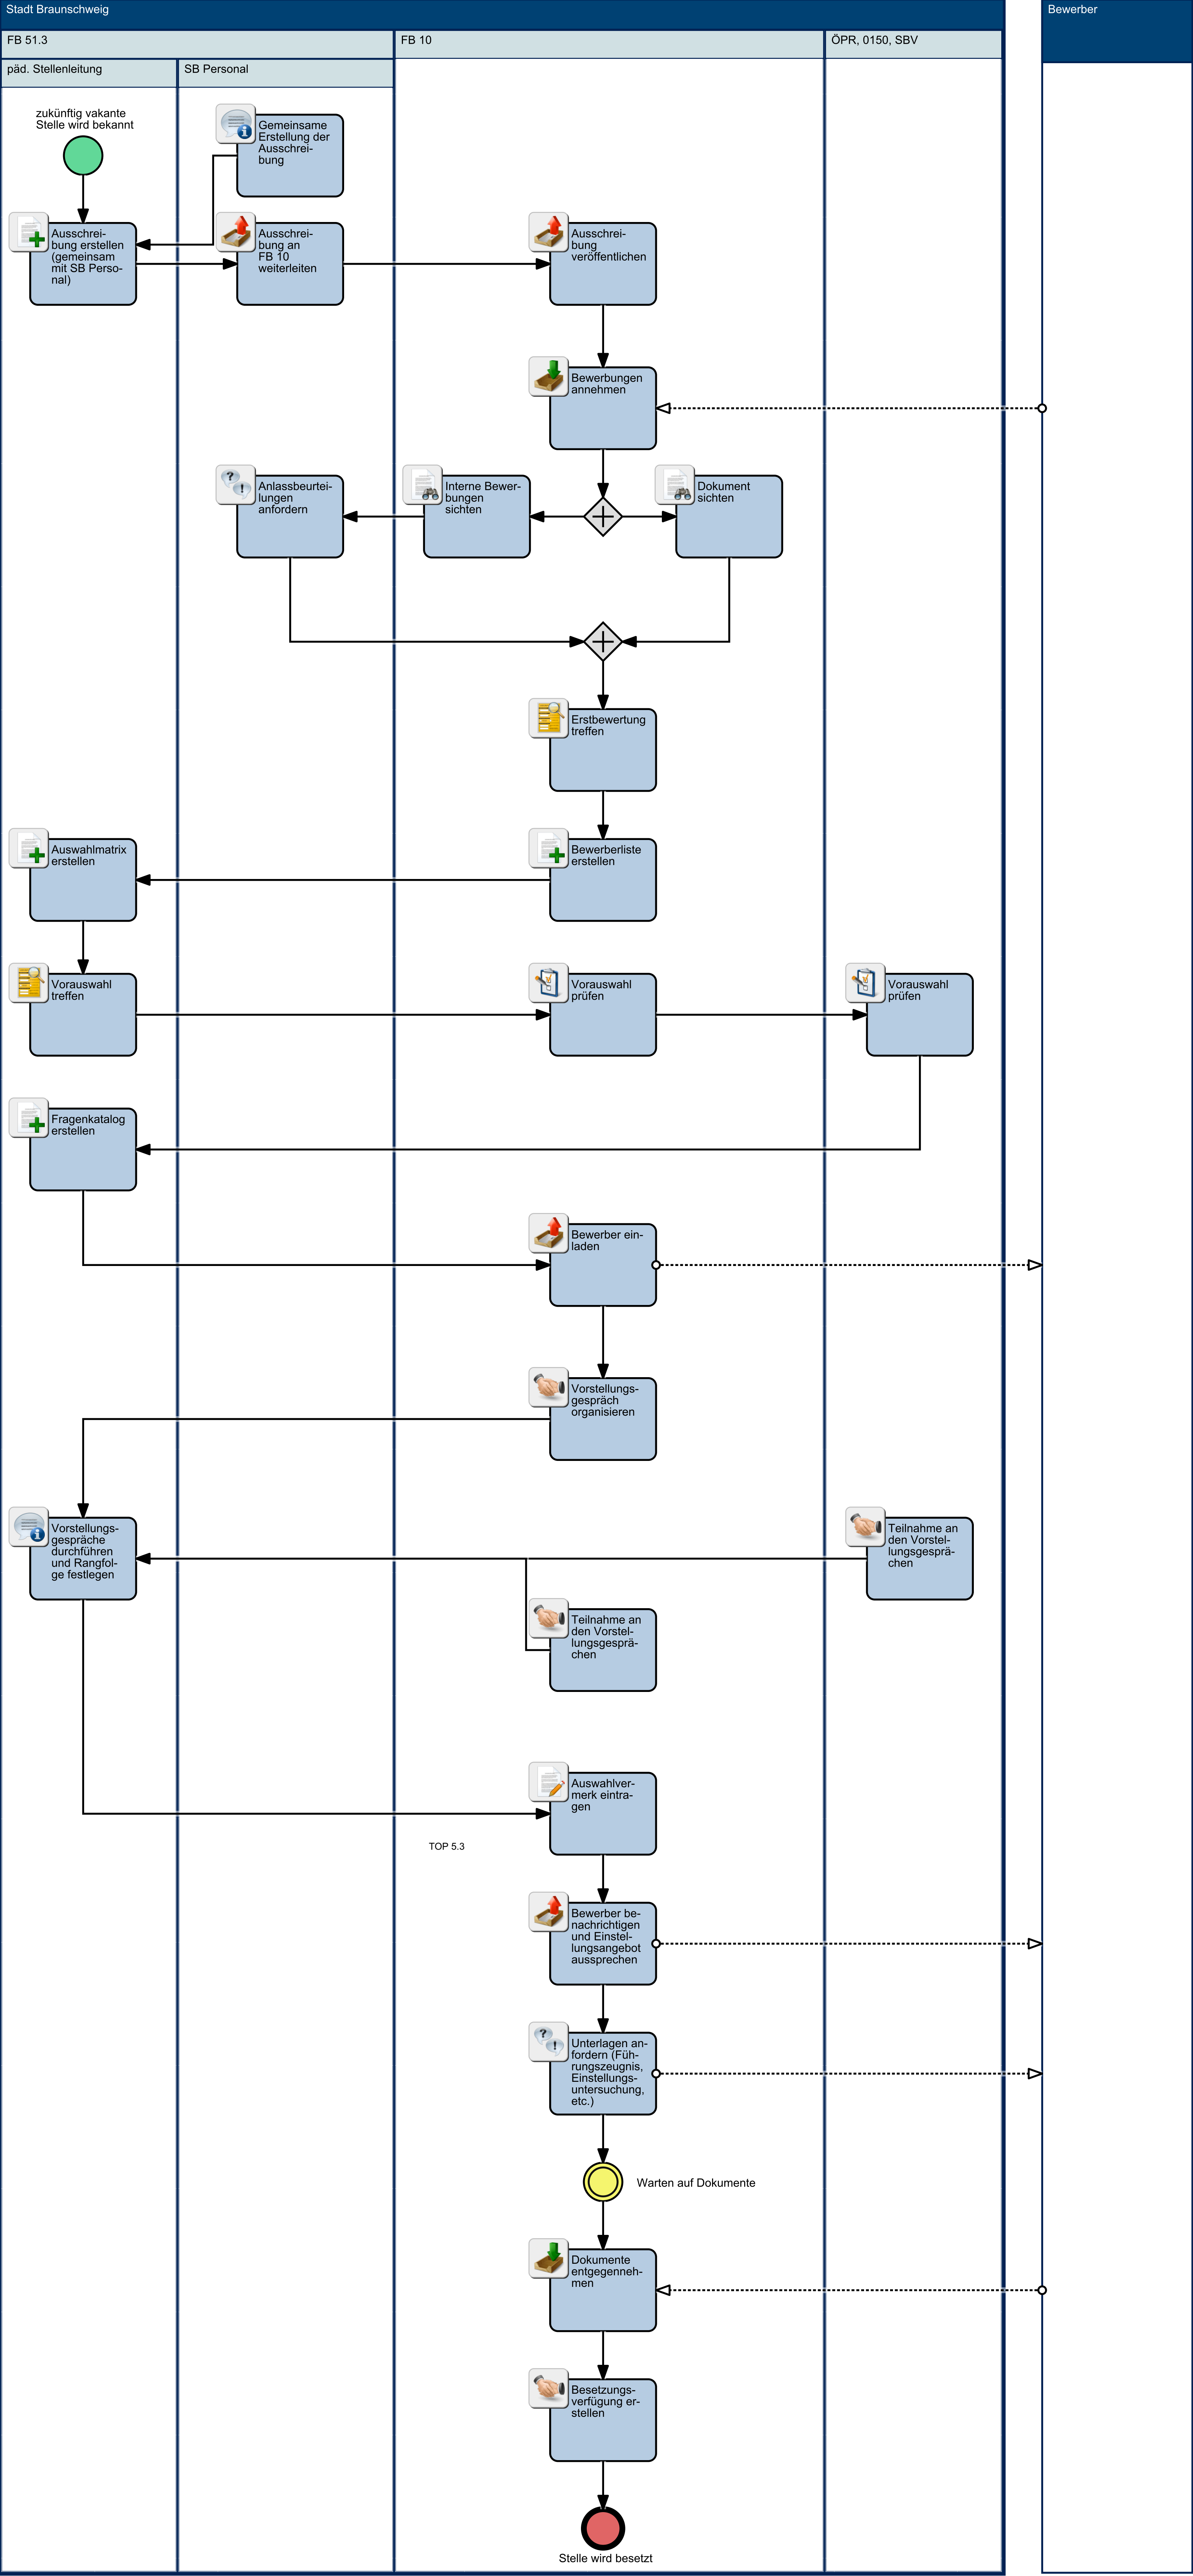 Stadt Braunschweig
Bewerber
FB 51.3
FB 10
ÖPR, 0150, SBV
päd. Stellenleitung
SB Personal
zukünftig vakante
Stelle wird bekannt
Gemeinsame
Erstellung der
Ausschrei-
bung
Ausschrei-
bung erstellen
(gemeinsam
mit SB Perso-
nal)
Ausschrei-
bung an
FB 10
weiterleiten
Ausschrei-
bung
veröffentlichen
Bewerbungen
annehmen
Anlassbeurtei-
lungen
anfordern
Interne Bewer-
bungen
sichten
Dokument
sichten
Erstbewertung
treffen
Auswahlmatrix
erstellen
Bewerberliste
erstellen
Vorauswahl
treffen
Vorauswahl
prüfen
Vorauswahl
prüfen
Fragenkatalog
erstellen
Bewerber ein-
laden
Vorstellungs-
gespräch
organisieren
Vorstellungs-
gespräche
durchführen
und Rangfol-
ge festlegen
Teilnahme an
den Vorstel-
lungsgesprä-
chen
Teilnahme an
den Vorstel-
lungsgesprä-
chen
Auswahlver-
merk eintra-
gen
TOP 5.3
Bewerber be-
nachrichtigen
und Einstel-
lungsangebot
aussprechen
Unterlagen an-
fordern (Füh-
rungszeugnis,
Einstellungs-
untersuchung,
etc.)
Warten auf Dokumente
Dokumente
entgegenneh-
men
Besetzungs-
verfügung er-
stellen
Stelle wird besetzt